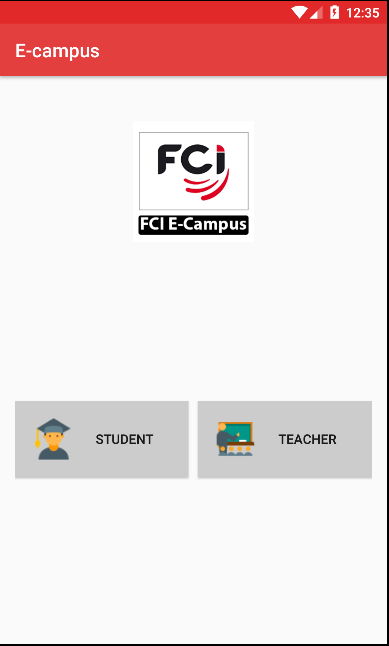 12:35
E-campus
FCi
FCI E-Campus
STUDENT
TEACHER